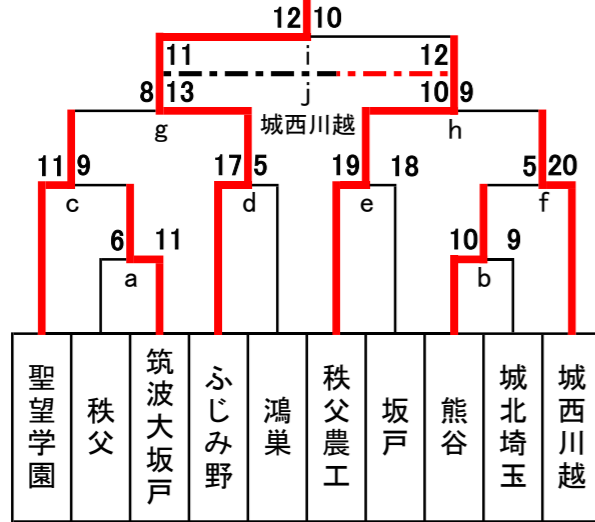 12 10
i
11 12
j
8 13 10 9
g 城西川越 h
11 9 17 5 19 18 5 20
c d e f
6 11 10 9
a b
聖望学園
秩父
筑波大坂戸
ふじみ野
鴻巣
秩父農工
坂戸
熊谷
城北埼玉
城西川越